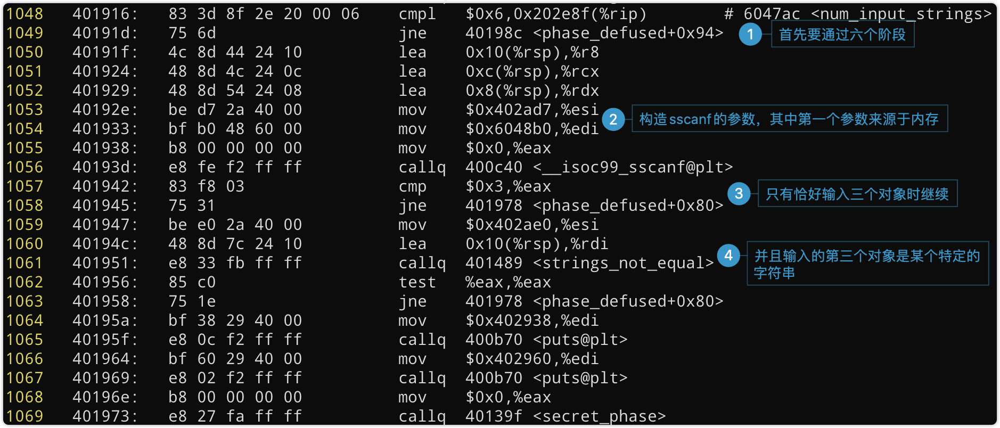 1048 401916: 83 3d 8f 2e 20 00 06 cmpl $0x6,0x202e8f(%rip) # 6047ac <num_input_strings>
1049 40191d: 75 6d jne 40198c <phase_defused+0x94> 1 首先要通过六个阶段
1050 40191f: 4c 8d 44 24 10 lea 0x10(%rsp),%r8
1051 401924: 48 8d 4c 24 0c lea 0xc(%rsp),%rcx
1052 401929: 48 8d 54 24 08 lea 0x8(%rsp),%rdx
1053 40192e: be d7 2a 40 00 mov $0x402ad7,%esi
2 构造sscanf的参数，其中第一个参数来源于内存
1054 401933: bf b0 48 60 00 mov $0x6048b0,%edi
1055 401938: b8 00 00 00 00 mov $0x0,%eax
1056 40193d: e8 fe f2 ff ff callq 400c40 <__isoc99_sscanf@plt>
1057 401942: 83 f8 03 cmp $0x3,%eax
3 只有恰好输入三个对象时继续
1058 401945: 75 31 jne 401978 <phase_defused+0x80>
1059 401947: be e0 2a 40 00 mov $0x402ae0,%esi
1060 40194c: 48 8d 7c 24 10 lea 0x10(%rsp),%rdi
4 并且输入的第三个对象是某个特定的
字符串
1061 401951: e8 33 fb ff ff callq 401489 <strings_not_equal>
1062 401956: 85 c0 test %eax,%eax
1063 401958: 75 1e jne 401978 <phase_defused+0x80>
1064 40195a: bf 38 29 40 00 mov $0x402938,%edi
1065 40195f: e8 0c f2 ff ff callq 400b70 <puts@plt>
1066 401964: bf 60 29 40 00 mov $0x402960,%edi
1067 401969: e8 02 f2 ff ff callq 400b70 <puts@plt>
1068 40196e: b8 00 00 00 00 mov $0x0,%eax
1069 401973: e8 27 fa ff ff callq 40139f <secret_phase>